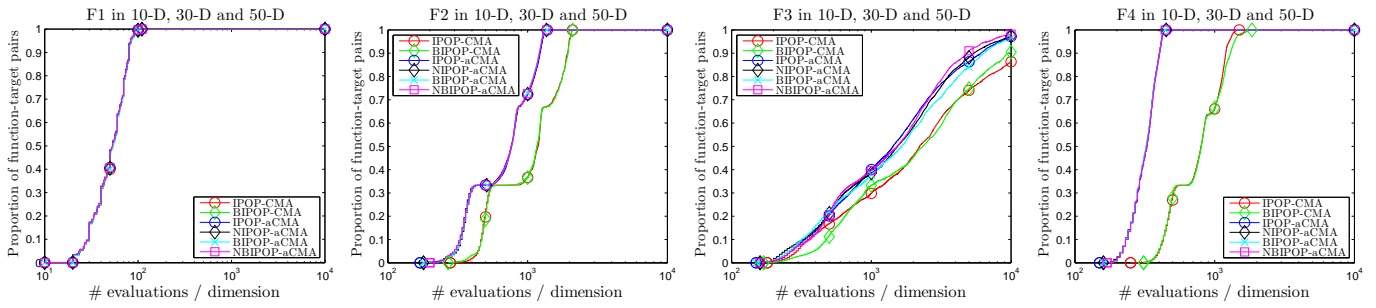 F1 in 10-D, 30-D and 50-D
Proportion of function-target pairs
1
0.9
0.8
0.7
0.6
0.5
0.4
0.3
0.2
0.1
0
IPOP-CMA
BIPOP-CMA
IPOP-aCMA
NIPOP-aCMA
BIPOP-aCMA
NBIPOP-aCMA
10^1
10^2
10^3
10^4
# evaluations / dimension
F2 in 10-D, 30-D and 50-D
Proportion of function-target pairs
1
0.9
0.8
0.7
0.6
0.5
0.4
0.3
0.2
0.1
0
IPOP-CMA
BIPOP-CMA
IPOP-aCMA
NIPOP-aCMA
BIPOP-aCMA
NBIPOP-aCMA
10^2
10^3
10^4
# evaluations / dimension
F3 in 10-D, 30-D and 50-D
Proportion of function-target pairs
1
0.9
0.8
0.7
0.6
0.5
0.4
0.3
0.2
0.1
0
IPOP-CMA
BIPOP-CMA
IPOP-aCMA
NIPOP-aCMA
BIPOP-aCMA
NBIPOP-aCMA
10^2
10^3
10^4
# evaluations / dimension
F4 in 10-D, 30-D and 50-D
Proportion of function-target pairs
1
0.9
0.8
0.7
0.6
0.5
0.4
0.3
0.2
0.1
0
IPOP-CMA
BIPOP-CMA
IPOP-aCMA
NIPOP-aCMA
BIPOP-aCMA
NBIPOP-aCMA
10^2
10^3
10^4
# evaluations / dimension